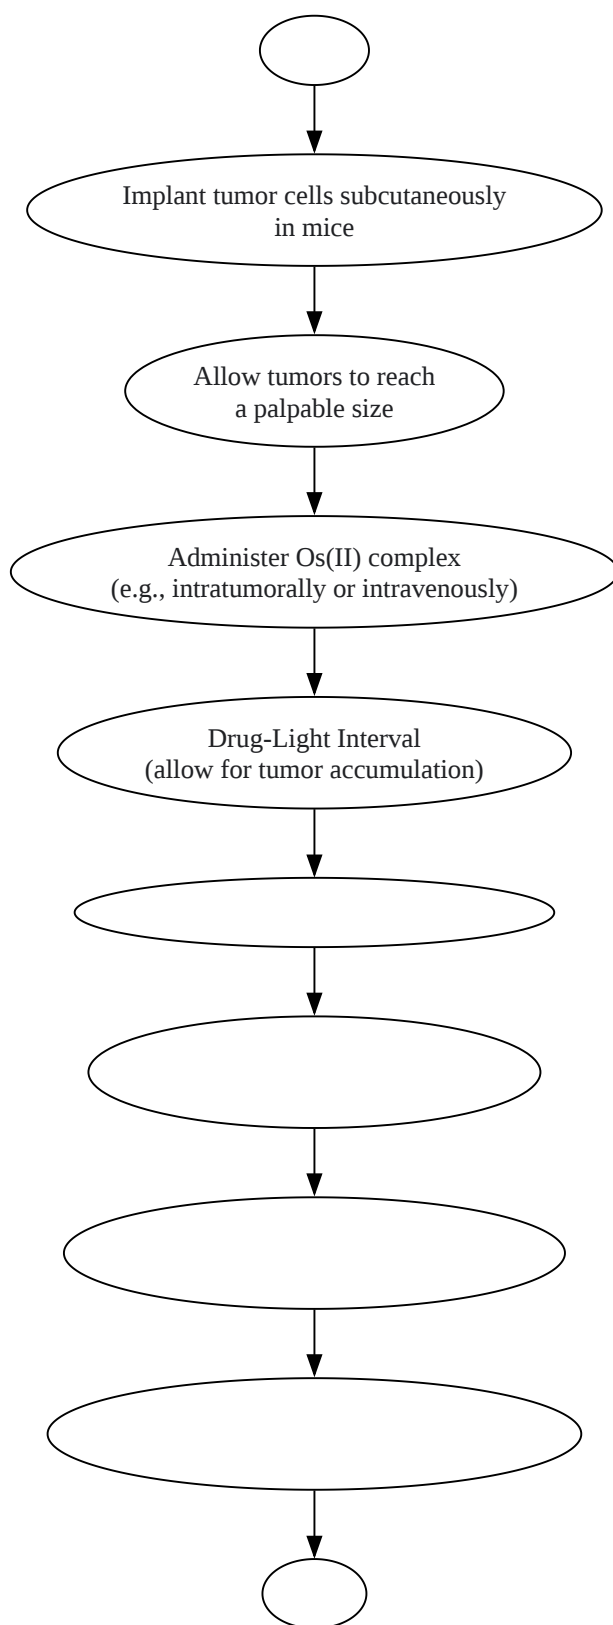 Implant tumor cells subcutaneously
in mice
Allow tumors to reach
a palpable size
Administer Os(II) complex
(e.g., intratumorally or intravenously)
Drug-Light Interval
(allow for tumor accumulation)